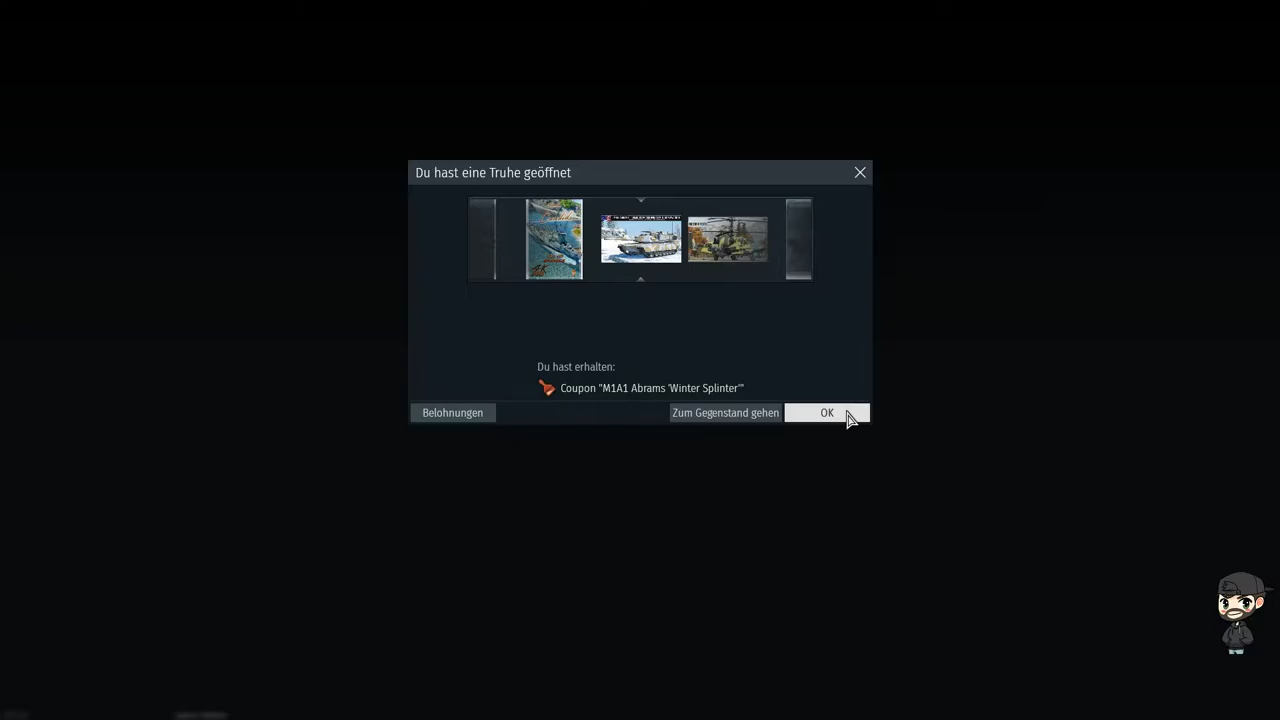 Du hast eine Truhe geöffnet
Du hast erhalten:
Coupon "M1A1 Abrams 'Winter Splinter'"
Belohnungen
Zum Gegenstand gehen
OK